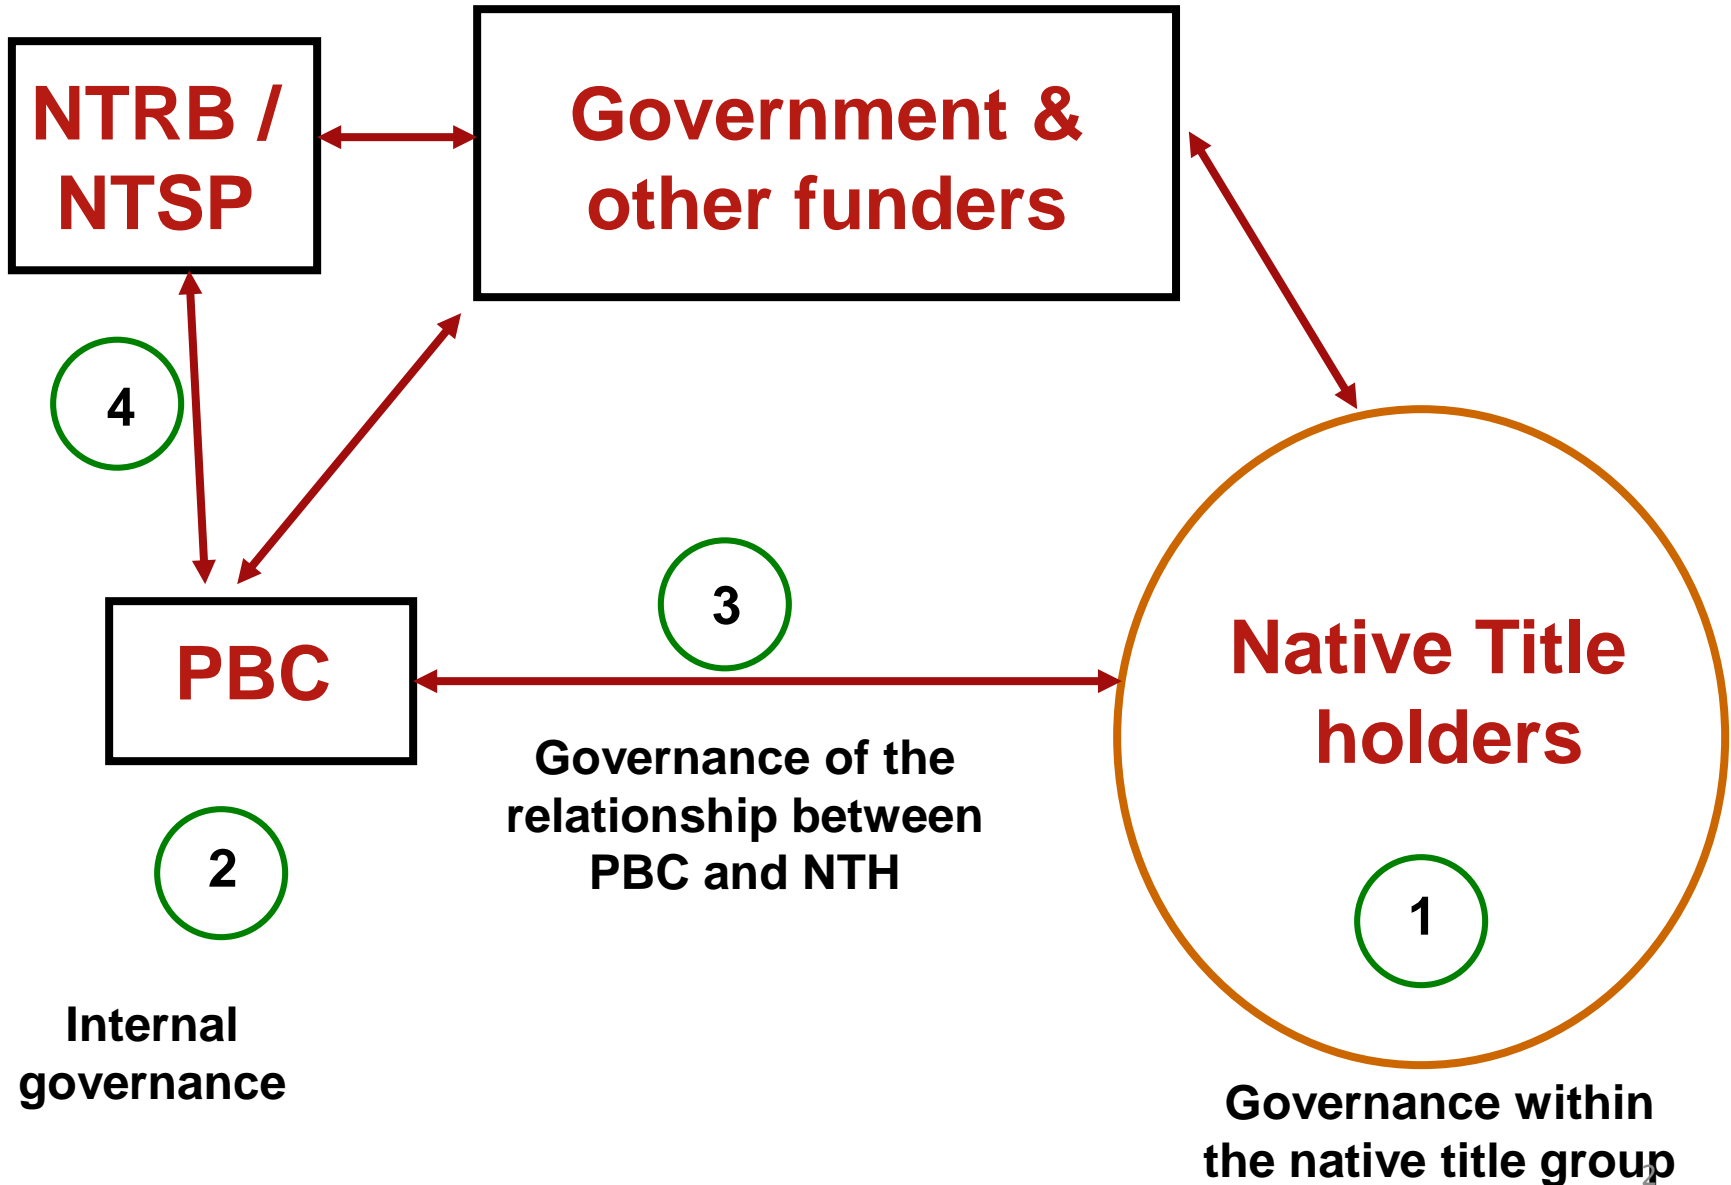 NTRB /
NTSP
Government &
other funders
4
3
PBC
Native Title
holders
Governance of the
relationship between
PBC and NTH
2
1
Internal
governance
Governance within
the native title group
2